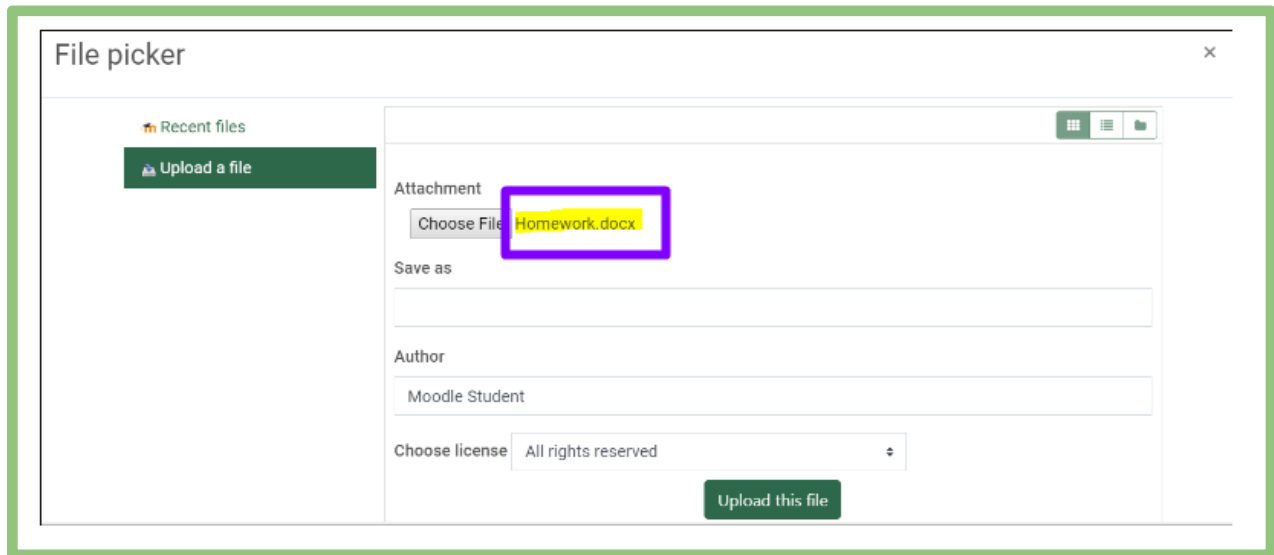 File picker
×
Recent files
Upload a file
Attachment
Choose File Homework.docx
Save as
Author
Moodle Student
Choose license All rights reserved
Upload this file